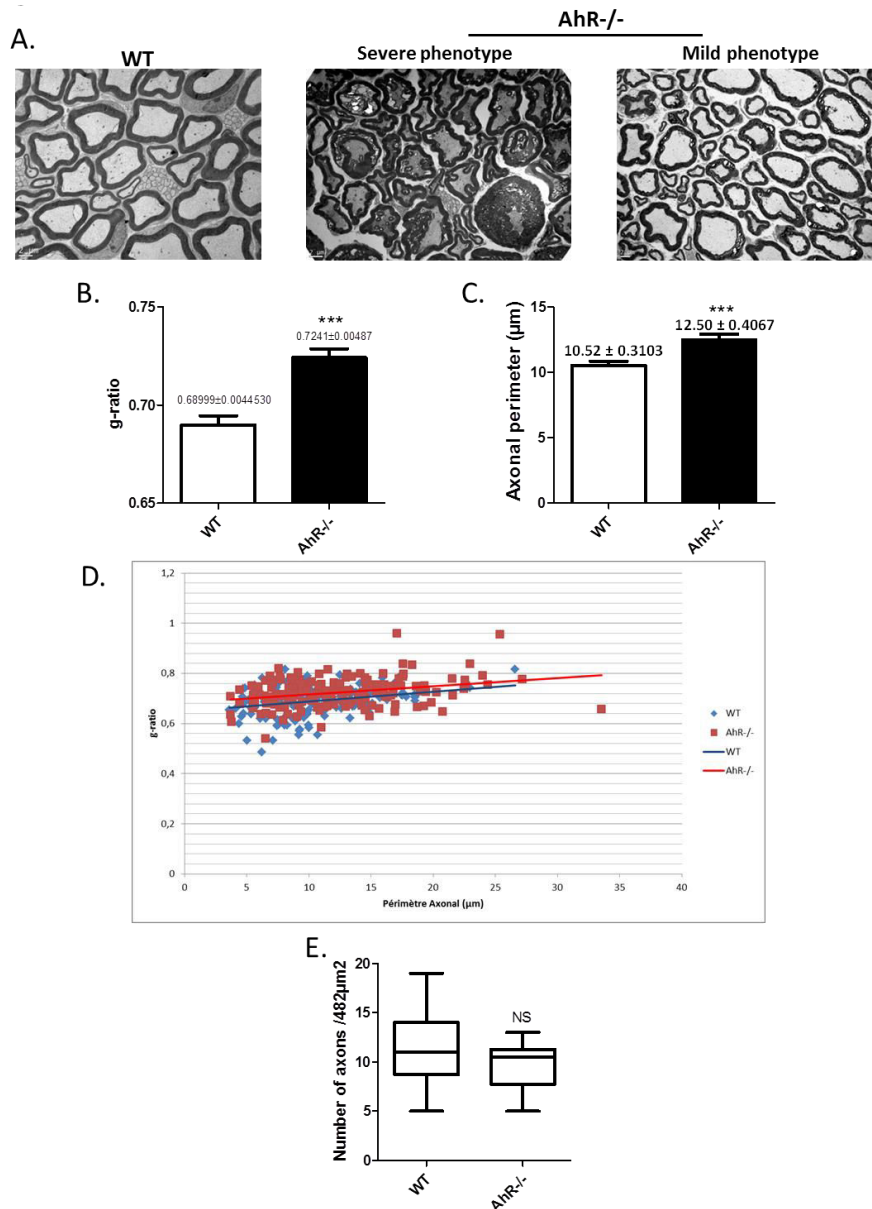 A.
WT
AhR-/-
Severe phenotype
Mild phenotype
B.
g-ratio
0.75
0.70
0.65
0.68999±0.0044530
***
0.7241±0.00487
WT
AhR-/-
C.
Axonal perimeter (µm)
15
10
5
0
10.52 ± 0.3103
***
12.50 ± 0.4067
WT
AhR-/-
D.
g-ratio
1,2
1
0,8
0,6
0,4
0,2
0
0 5 10 15 20 25 30 35 40
Périmètre Axonal (µm)
WT
AhR-/-
WT
AhR-/-
E.
Number of axons /482µm2
20
15
10
5
0
NS
WT
AhR-/-